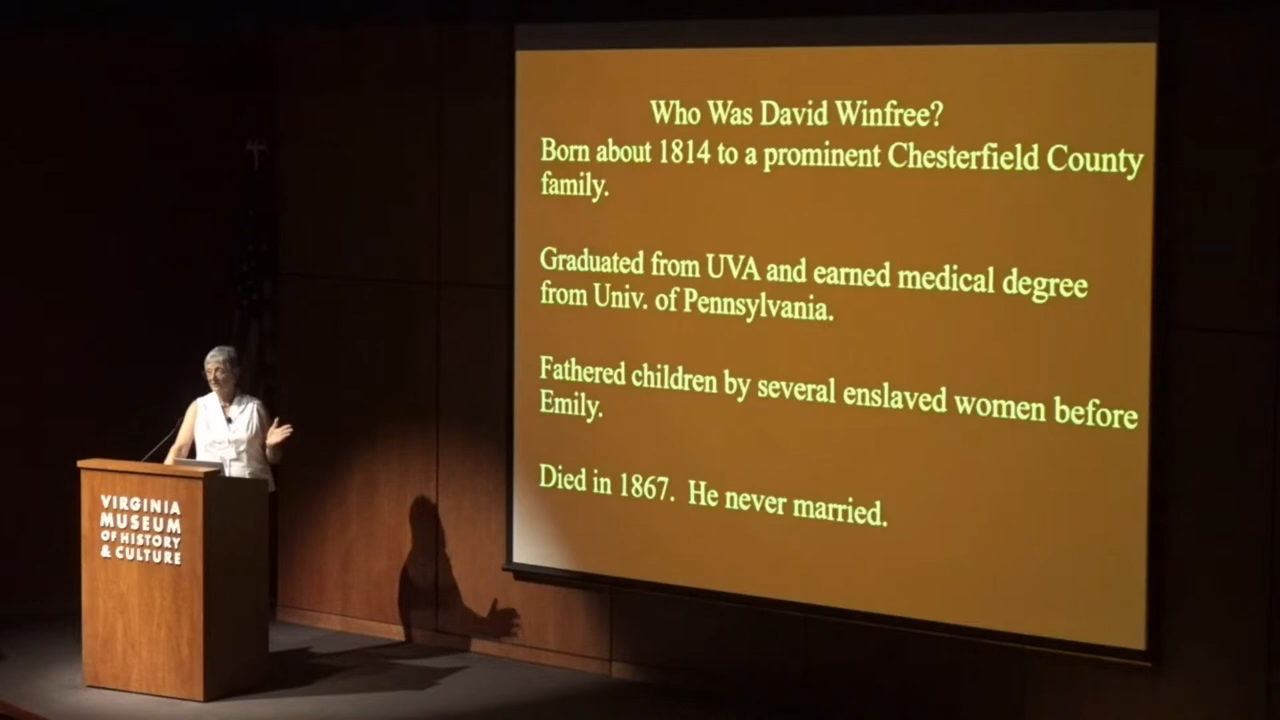 Who Was David Winfree?
Born about 1814 to a prominent Chesterfield County
family.
Graduated from UVA and earned medical degree
from Univ. of Pennsylvania.
Fathered children by several enslaved women before
Emily.
Died in 1867. He never married.
VIRGINIA
MUSEUM
OF HISTORY
& CULTURE